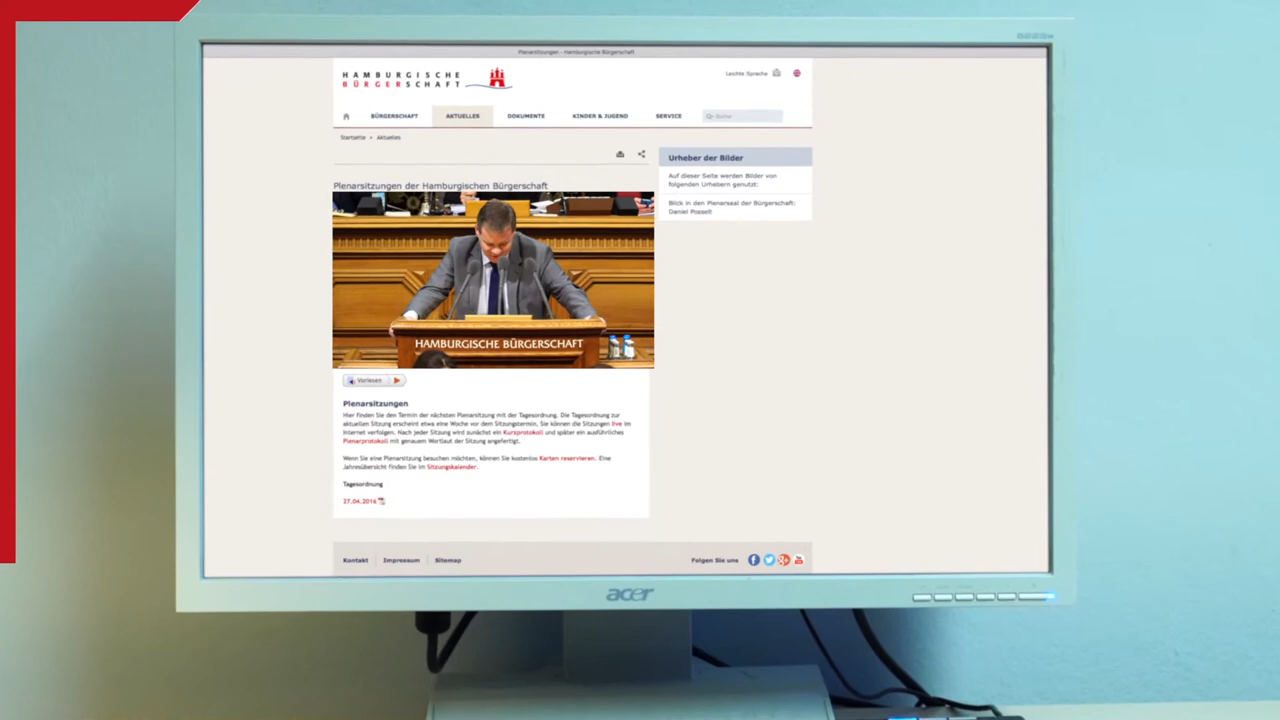 Plenarsitzungen - Hamburgische Bürgerschaft
HAMBURGISCHE
BÜRGERSCHAFT
Leichte Sprache
BÜRGERSCHAFT AKTUELLES DOKUMENTE KINDER & JUGEND SERVICE Suche
Startseite Aktuelles
Plenarsitzungen der Hamburgischen Bürgerschaft
HAMBURGISCHE BÜRGERSCHAFT
Vorlesen
Plenarsitzungen
Hier finden Sie den Termin der nächsten Plenarsitzung mit der Tagesordnung. Die Tagesordnung zur
aktuellen Sitzung erscheint etwa eine Woche vor dem Sitzungstermin. Sie können die Sitzungen live im
Internet verfolgen. Nach jeder Sitzung wird zunächst ein Kurzprotokoll und später ein ausführliches
Plenarprotokoll mit genauem Wortlaut der Sitzung angefertigt.
Wenn Sie eine Plenarsitzung besuchen möchten, können Sie kostenlos Karten reservieren. Eine
Jahresübersicht finden Sie im Sitzungskalender.
Tagesordnung
27.04.2016
Urheber der Bilder
Auf dieser Seite werden Bilder von
folgenden Urhebern genutzt:
Blick in den Plenarsaal der Bürgerschaft:
Daniel Posselt
Kontakt Impressum Sitemap Folgen Sie uns
acer